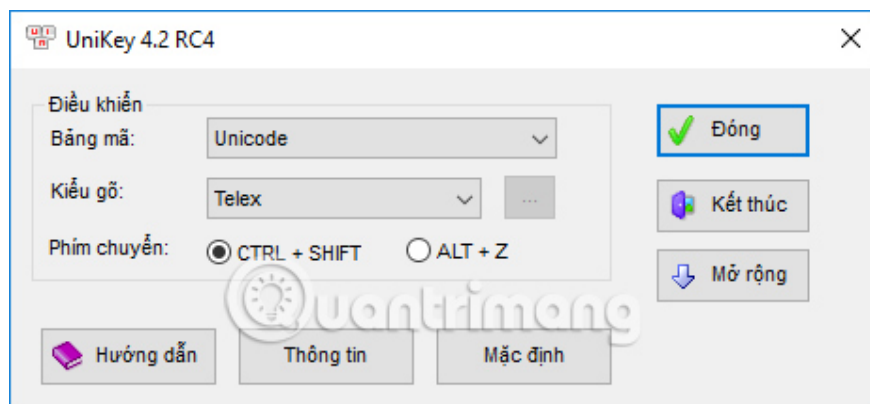 UniKey 4.2 RC4
Điều khiển
Bảng mã: Unicode
Đóng
Kiểu gõ: Telex ...
Kết thúc
Phím chuyển: CTRL + SHIFT ALT + Z
Mở rộng
Quantrimang
Hướng dẫn Thông tin Mặc định